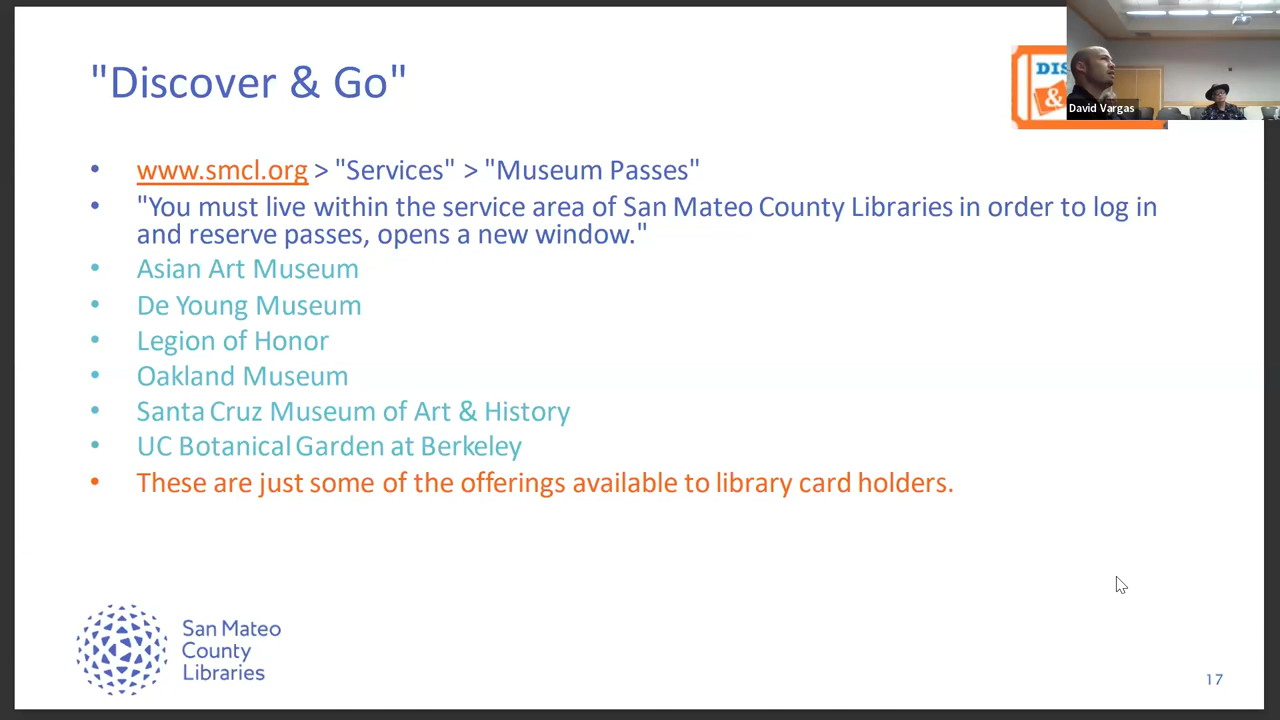 "Discover & Go"
DIS
&
David Vargas
• www.smcl.org > "Services" > "Museum Passes"
• "You must live within the service area of San Mateo County Libraries in order to log in
and reserve passes, opens a new window."
• Asian Art Museum
• De Young Museum
• Legion of Honor
• Oakland Museum
• Santa Cruz Museum of Art & History
• UC Botanical Garden at Berkeley
• These are just some of the offerings available to library card holders.
San Mateo
County
Libraries
17